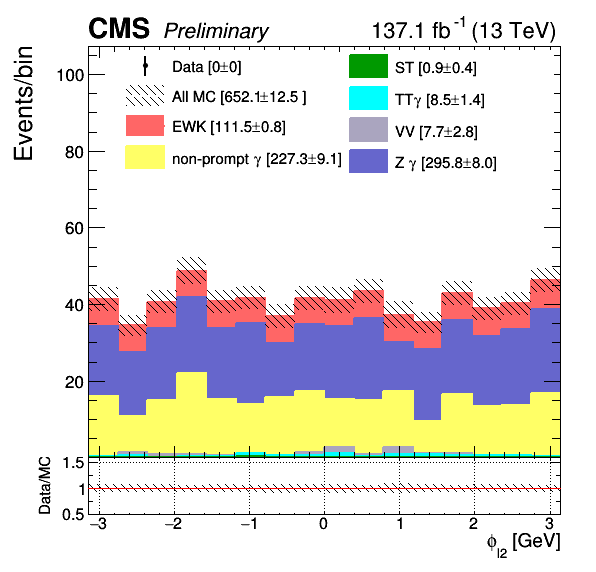 CMS Preliminary 137.1 fb⁻¹ (13 TeV)
Events/bin
100
80
60
40
20
Data [0±0]
All MC [652.1±12.5 ]
EWK [111.5±0.8]
non-prompt γ [227.3±9.1]
ST [0.9±0.4]
TTγ [8.5±1.4]
VV [7.7±2.8]
Z γ [295.8±8.0]
Data/MC
1.5
1
0.5
−3 −2 −1 0 1 2 3
ϕ_l2 [GeV]